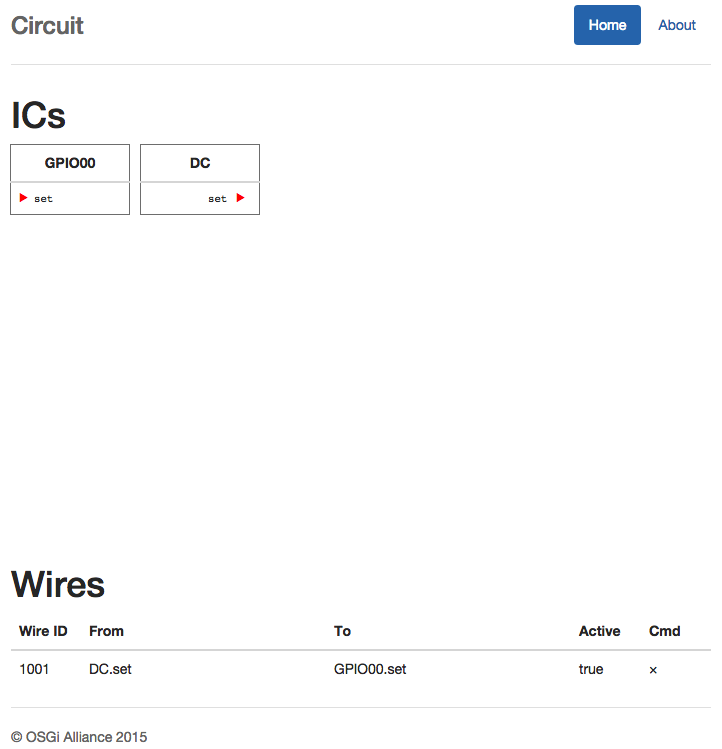 Circuit Home About
ICs
GPIO00 DC
set set
Wires
Wire ID From To Active Cmd
1001 DC.set GPIO00.set true ×
© OSGi Alliance 2015